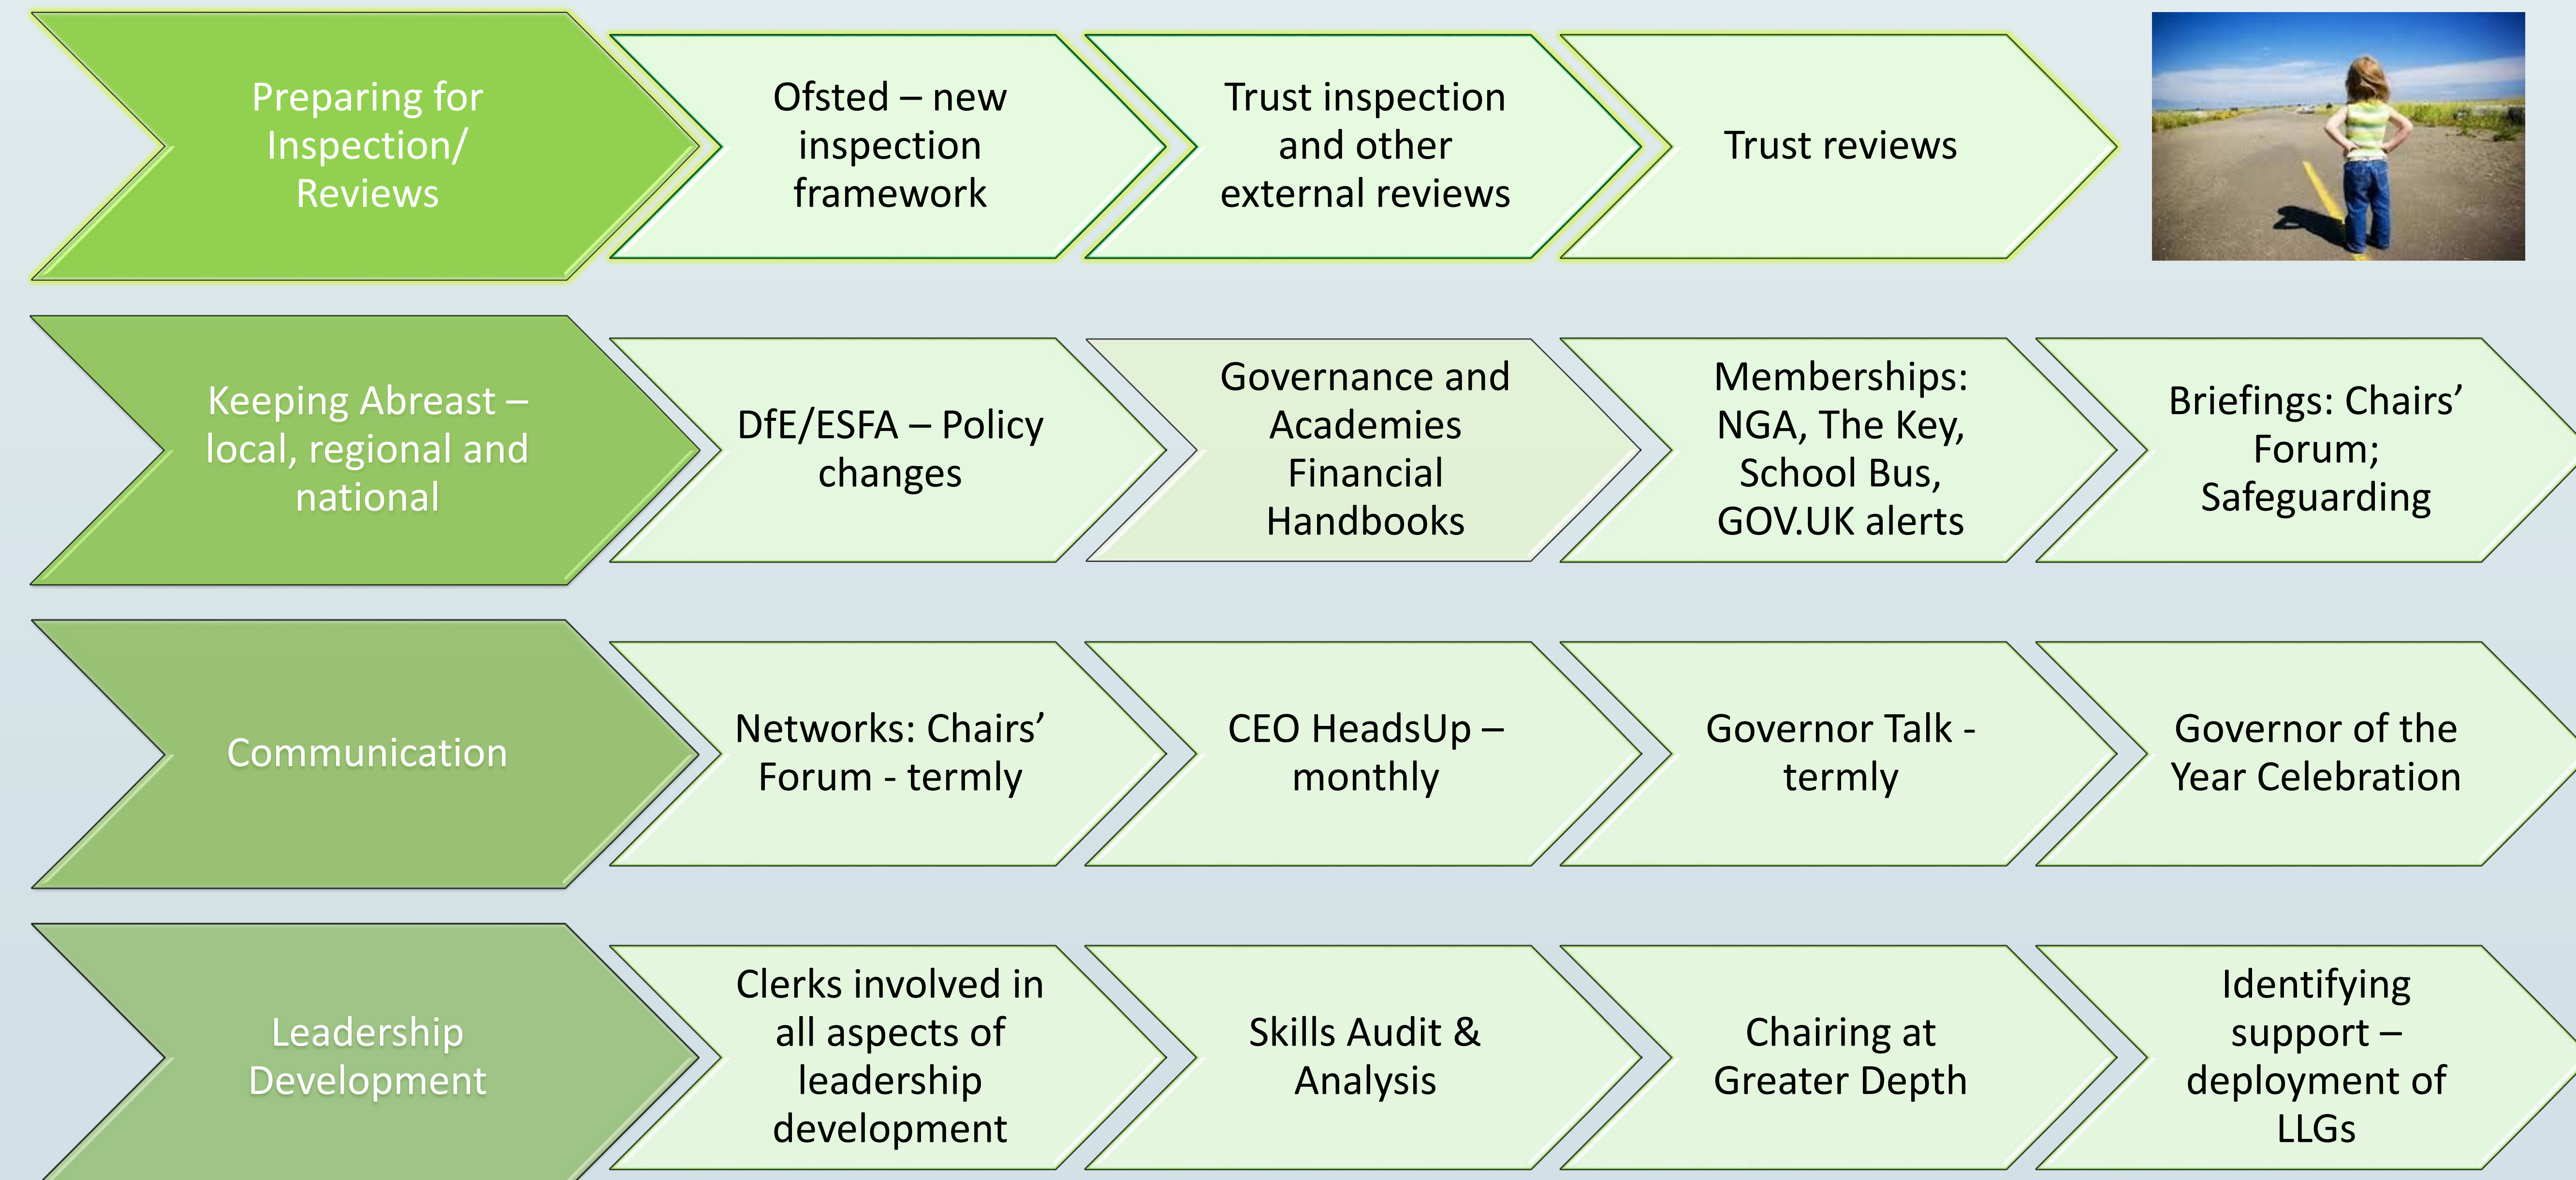 Preparing for
Inspection/
Reviews
Ofsted – new
inspection
framework
Trust inspection
and other
external reviews
Trust reviews
Keeping Abreast –
local, regional and
national
DfE/ESFA – Policy
changes
Governance and
Academies
Financial
Handbooks
Memberships:
NGA, The Key,
School Bus,
GOV.UK alerts
Briefings: Chairs’
Forum;
Safeguarding
Communication
Networks: Chairs’
Forum - termly
CEO HeadsUp –
monthly
Governor Talk -
termly
Governor of the
Year Celebration
Leadership
Development
Clerks involved in
all aspects of
leadership
development
Skills Audit &
Analysis
Chairing at
Greater Depth
Identifying
support –
deployment of
LLGs